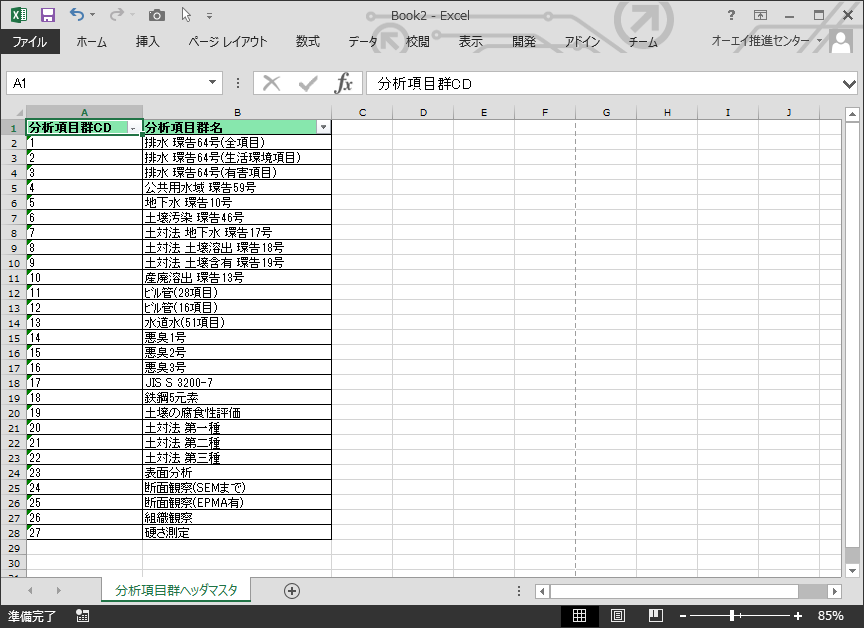 Book2 - Excel
ファイル ホーム 挿入 ページ レイアウト 数式 データ 校閲 表示 開発 アドイン チーム オーエイ推進センター
A1 fx 分析項目群CD
A B C D E F G H I J
1 分析項目群CD 分析項目群名
2 1 排水 環告64号(全項目)
3 2 排水 環告64号(生活環境項目)
4 3 排水 環告64号(有害項目)
5 4 公共用水域 環告59号
6 5 地下水 環告10号
7 6 土壌汚染 環告46号
8 7 土対法 地下水 環告17号
9 8 土対法 土壌溶出 環告18号
10 9 土対法 土壌含有 環告19号
11 10 産廃溶出 環告13号
12 11 ビル管(28項目)
13 12 ビル管(16項目)
14 13 水道水(51項目)
15 14 悪臭1号
16 15 悪臭2号
17 16 悪臭3号
18 17 JIS S 3200-7
19 18 鉄鋼5元素
20 19 土壌の腐食性評価
21 20 土対法 第一種
22 21 土対法 第二種
23 22 土対法 第三種
24 23 表面分析
25 24 断面観察(SEMまで)
26 25 断面観察(EPMA有)
27 26 組織観察
28 27 硬さ測定
29
30
分析項目群ヘッダマスタ
準備完了 85%